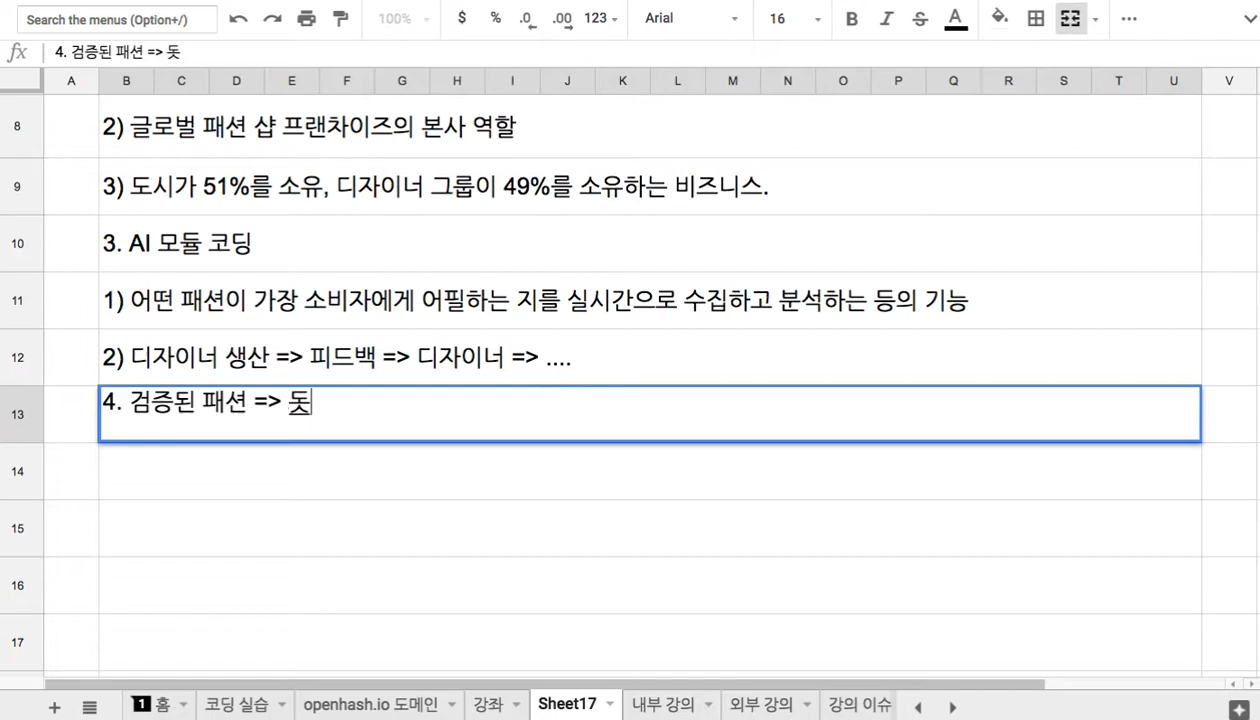 Search the menus (Option+/)
100%
$ % .0 .00 123
Arial
16
B I S A
fx 4. 검증된 패션 => 돗
A B C D E F G H I J K L M N O P Q R S T U V
8 2) 글로벌 패션 샵 프랜차이즈의 본사 역할
9 3) 도시가 51%를 소유, 디자이너 그룹이 49%를 소유하는 비즈니스.
10 3. AI 모듈 코딩
11 1) 어떤 패션이 가장 소비자에게 어필하는 지를 실시간으로 수집하고 분석하는 등의 기능
12 2) 디자이너 생산 => 피드백 => 디자이너 => ....
13 4. 검증된 패션 => 돗
14
15
16
17
1 홈 코딩 실습 openhash.io 도메인 강좌 Sheet17 내부 강의 외부 강의 강의 이슈